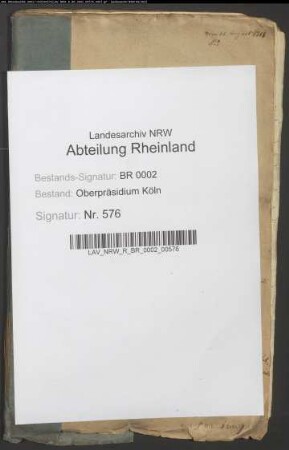 Landesarchiv NRW
Abteilung Rheinland
Bestands-Signatur: BR 0002
Bestand: Oberpräsidium Köln
Signatur: Nr. 576
LAV_NRW_R_BR_0002_00576